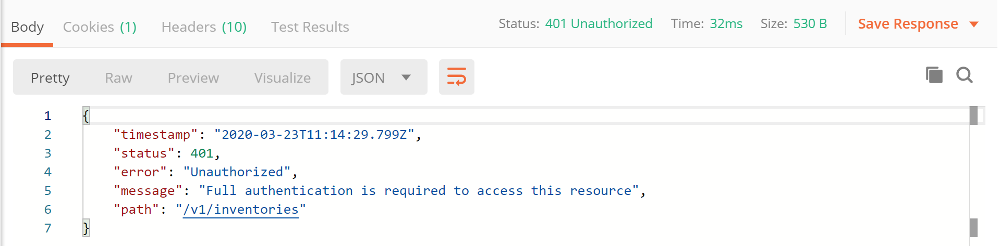 Body Cookies (1) Headers (10) Test Results Status: 401 Unauthorized Time: 32ms Size: 530 B Save Response
Pretty Raw Preview Visualize JSON
1 {
2 "timestamp": "2020-03-23T11:14:29.799Z",
3 "status": 401,
4 "error": "Unauthorized",
5 "message": "Full authentication is required to access this resource",
6 "path": "/v1/inventories"
7 }